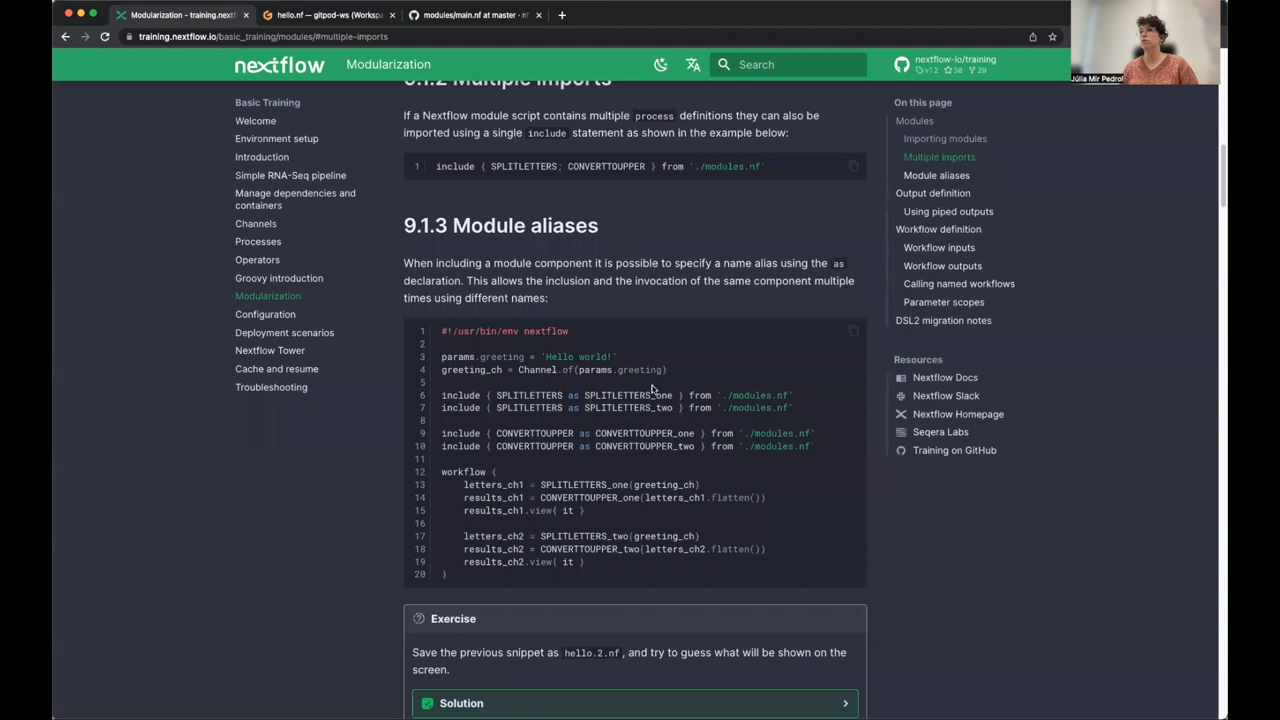 Modularization - training.nextf
hello.nf — gitpod-ws (Workspa
modules/main.nf at master · nf
training.nextflow.io/basic_training/modules/#multiple-imports
nextflow
Modularization
Search
nextflow-io/training
v1.2 38 29
Júlia Mir Pedrol
Basic Training
Welcome
Environment setup
Introduction
Simple RNA-Seq pipeline
Manage dependencies and
containers
Channels
Processes
Operators
Groovy introduction
Modularization
Configuration
Deployment scenarios
Nextflow Tower
Cache and resume
Troubleshooting
9.1.2 Multiple imports
If a Nextflow module script contains multiple process definitions they can also be
imported using a single include statement as shown in the example below:
1 include { SPLITLETTERS; CONVERTTOUPPER } from './modules.nf'
9.1.3 Module aliases
When including a module component it is possible to specify a name alias using the as
declaration. This allows the inclusion and the invocation of the same component multiple
times using different names:
1 #!/usr/bin/env nextflow
2
3 params.greeting = 'Hello world!'
4 greeting_ch = Channel.of(params.greeting)
5
6 include { SPLITLETTERS as SPLITLETTERS_one } from './modules.nf'
7 include { SPLITLETTERS as SPLITLETTERS_two } from './modules.nf'
8
9 include { CONVERTTOUPPER as CONVERTTOUPPER_one } from './modules.nf'
10 include { CONVERTTOUPPER as CONVERTTOUPPER_two } from './modules.nf'
11
12 workflow {
13 letters_ch1 = SPLITLETTERS_one(greeting_ch)
14 results_ch1 = CONVERTTOUPPER_one(letters_ch1.flatten())
15 results_ch1.view{ it }
16
17 letters_ch2 = SPLITLETTERS_two(greeting_ch)
18 results_ch2 = CONVERTTOUPPER_two(letters_ch2.flatten())
19 results_ch2.view{ it }
20 }
Exercise
Save the previous snippet as hello.2.nf, and try to guess what will be shown on the
screen.
Solution
On this page
Modules
Importing modules
Multiple imports
Module aliases
Output definition
Using piped outputs
Workflow definition
Workflow inputs
Workflow outputs
Calling named workflows
Parameter scopes
DSL2 migration notes
Resources
Nextflow Docs
Nextflow Slack
Nextflow Homepage
Seqera Labs
Training on GitHub